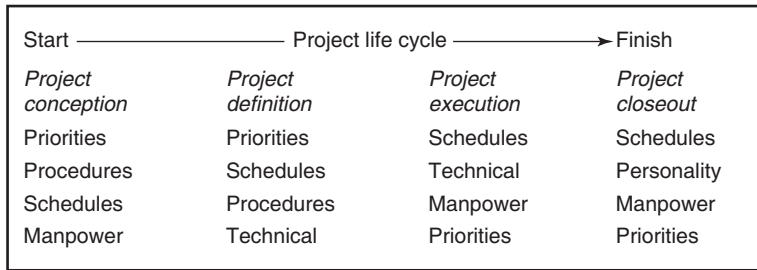 Start Project life cycle Finish
Project Project Project Project
conception definition execution closeout
Priorities Priorities Schedules Schedules
Procedures Schedules Technical Personality
Schedules Procedures Manpower Manpower
Manpower Technical Priorities Priorities